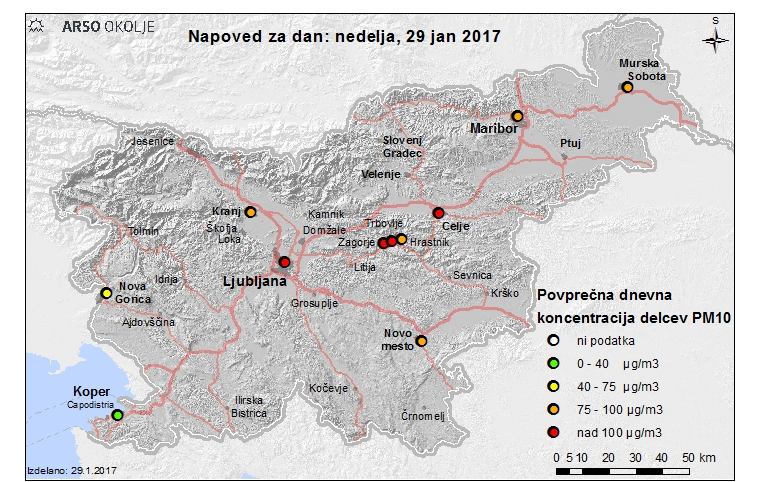 ARSO OKOLJE
Napoved za dan: nedelja, 29 jan 2017
S
Murska
Sobota
Maribor
Slovenj
Gradec
Ptuj
Jesenice
Velenje
Kranj
Kamnik
Trbovlje
Celje
Škofja
Loka
Domžale
Zagorje
Hrastnik
Tolmin
Litija
Ljubljana
Sevnica
Idrija
Nova
Gorica
Krško
Grosuplje
Ajdovščina
Novo
mesto
Koper
Capodistria
Kočevje
Ilirska
Bistrica
Črnomelj
Povprečna dnevna
koncentracija delcev PM10
ni podatka
0 - 40 µg/m3
40 - 75 µg/m3
75 - 100 µg/m3
nad 100 µg/m3
0 5 10 20 30 40 50 km
Izdelano: 29.1.2017